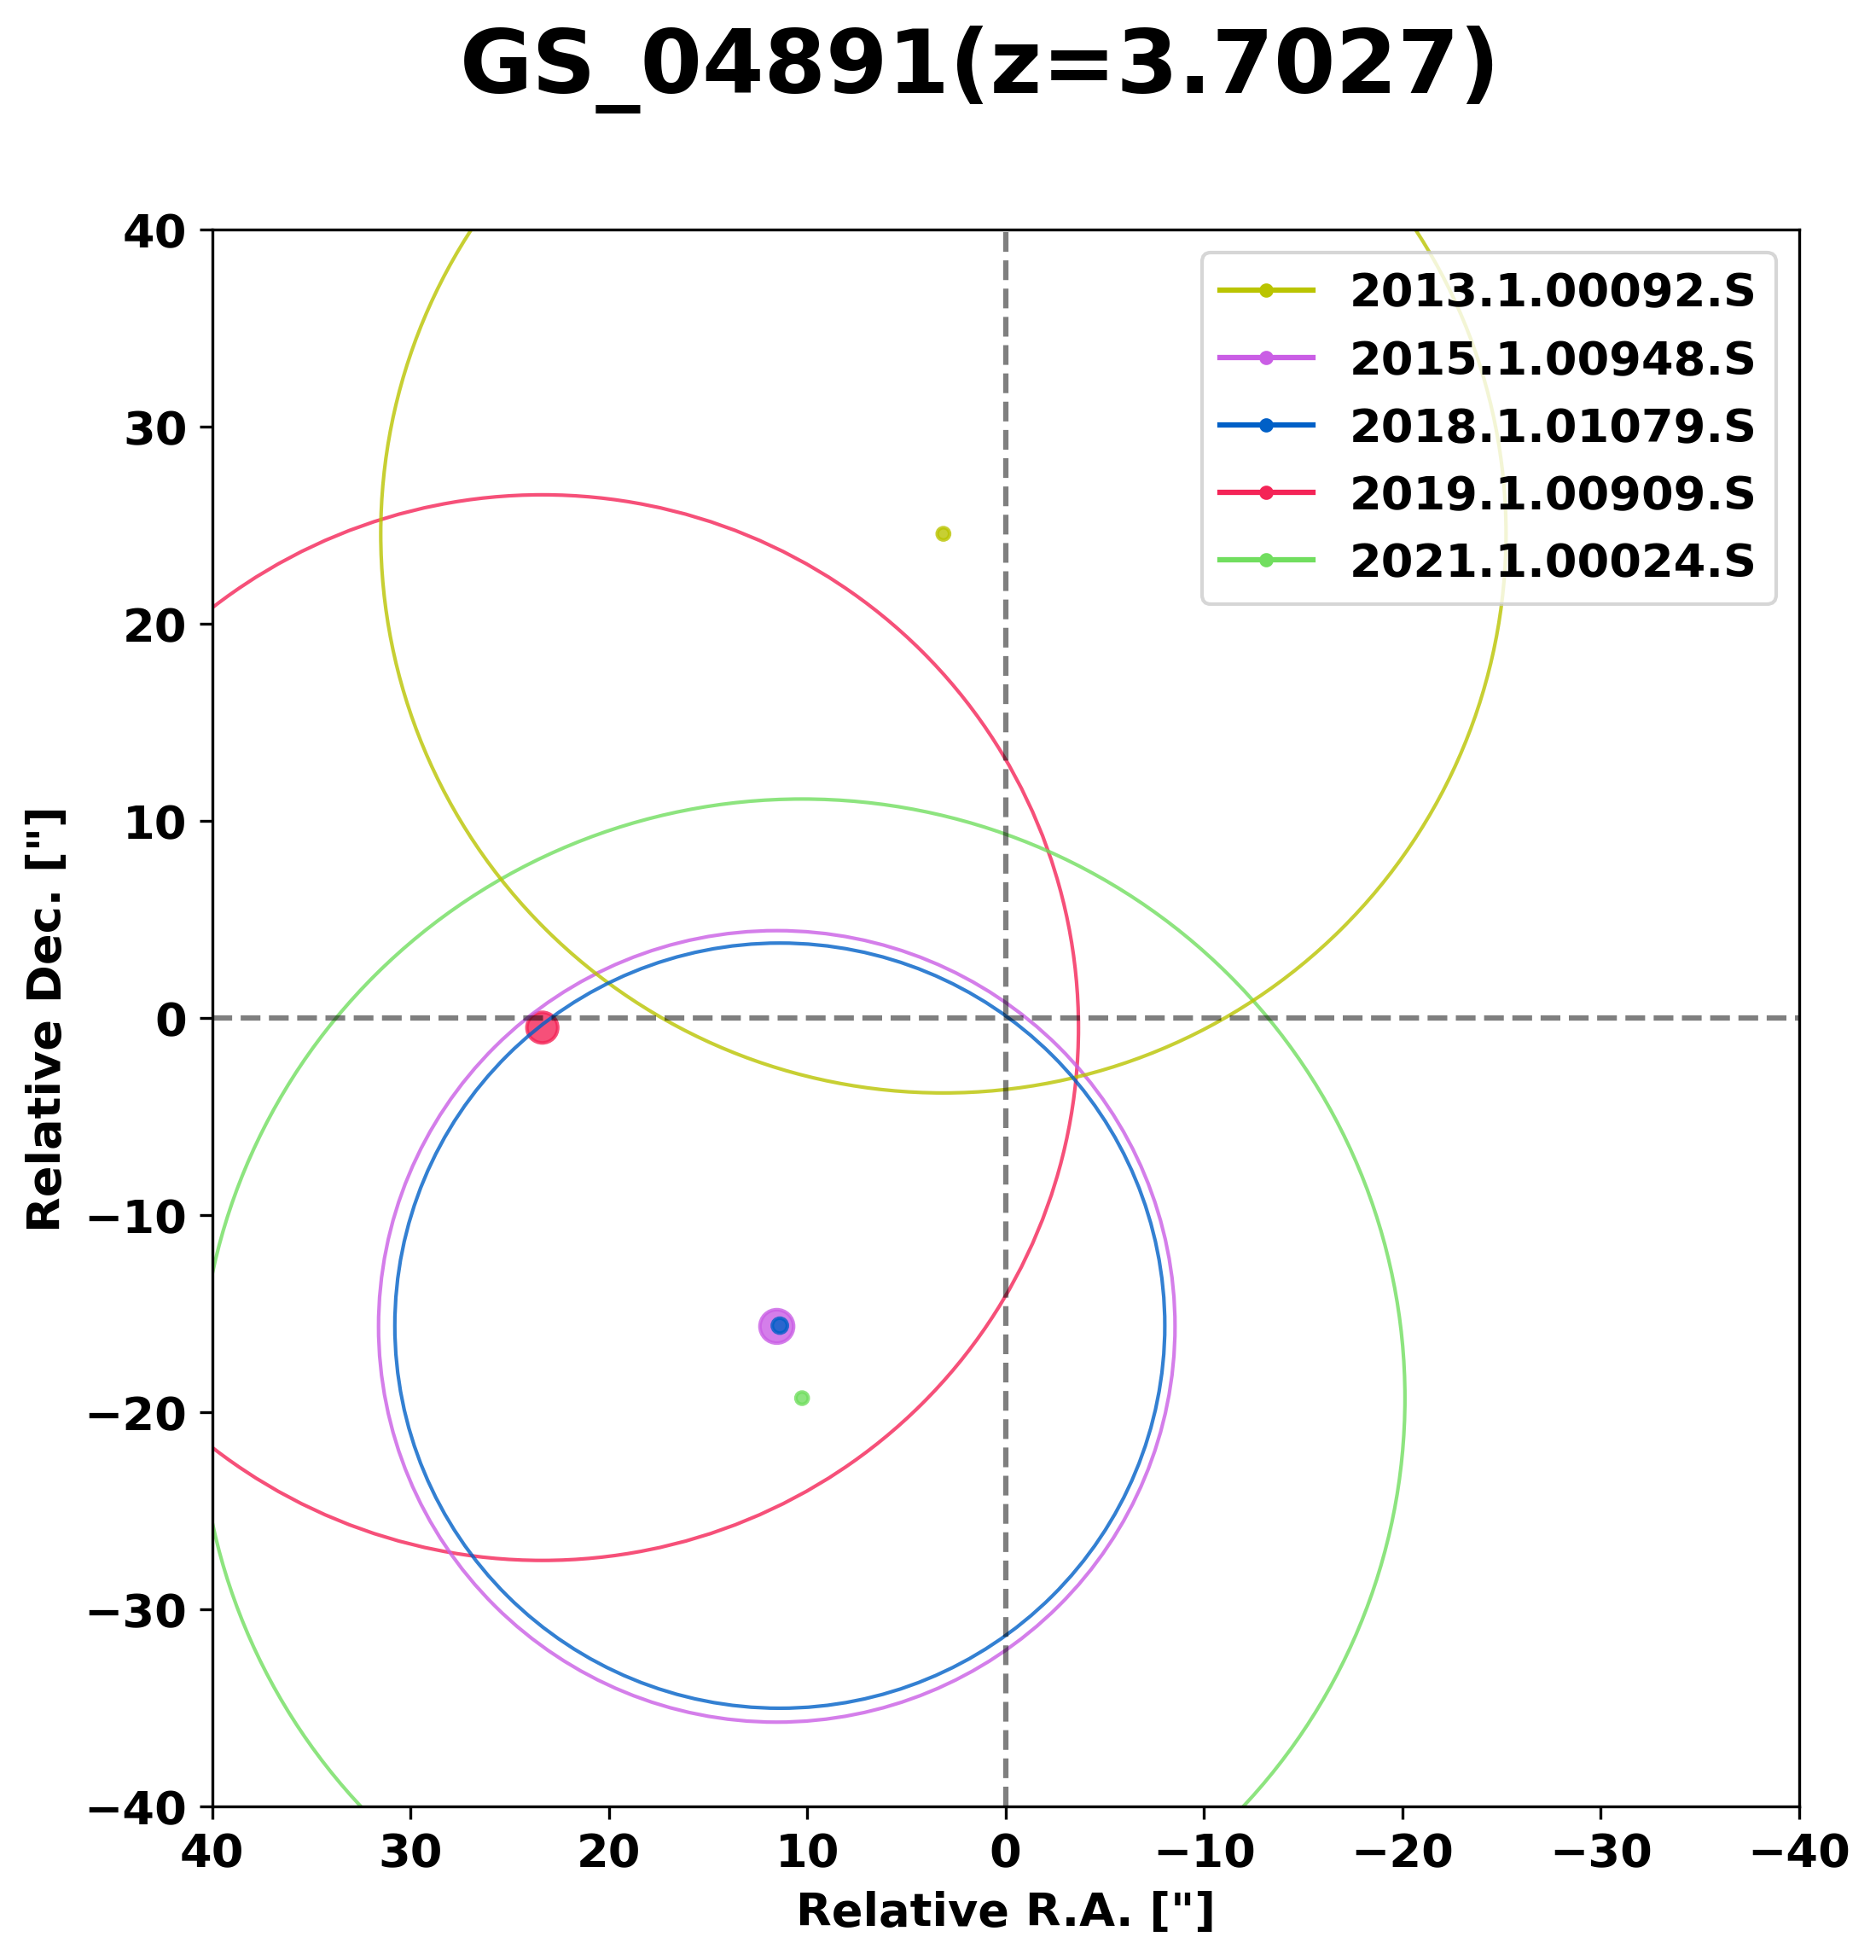 GS_04891(z=3.7027)
2013.1.00092.S
2015.1.00948.S
2018.1.01079.S
2019.1.00909.S
2021.1.00024.S
40
30
20
10
0
−10
−20
−30
−40
Relative Dec. ["]
40 30 20 10 0 −10 −20 −30 −40
Relative R.A. ["]